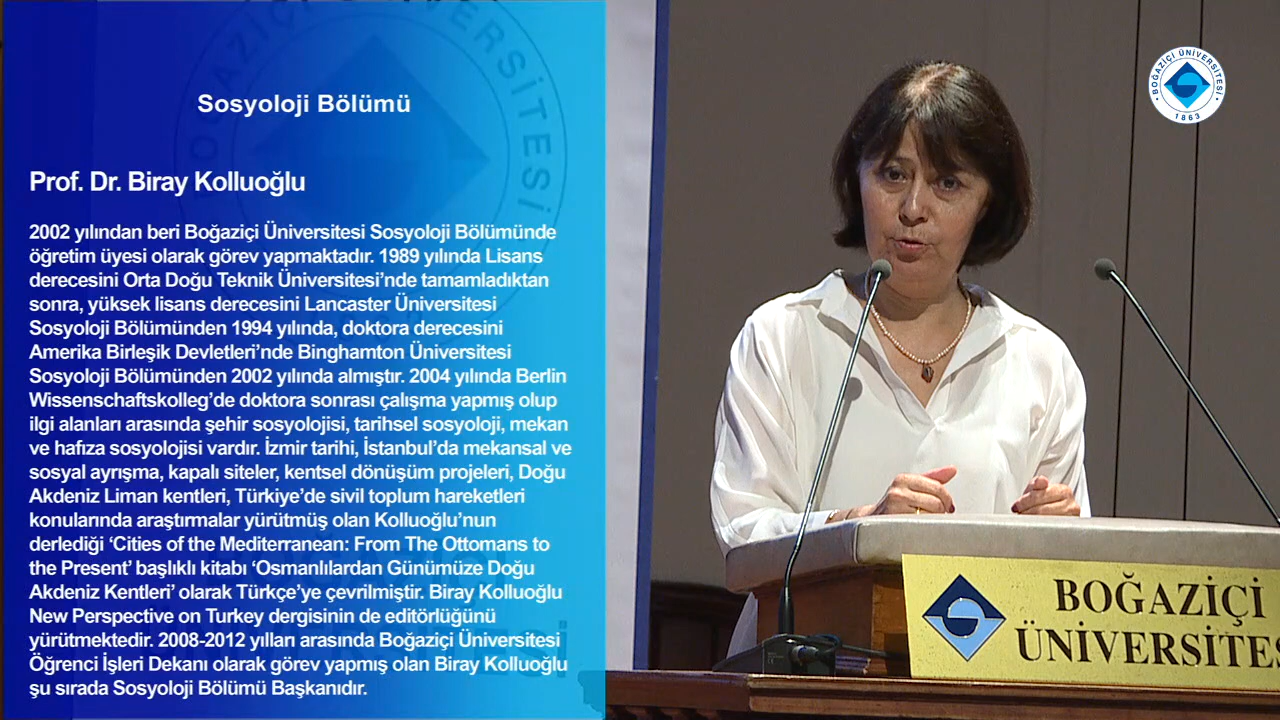 Sosyoloji Bölümü
Prof. Dr. Biray Kolluoğlu
2002 yılından beri Boğaziçi Üniversitesi Sosyoloji Bölümünde
öğretim üyesi olarak görev yapmaktadır. 1989 yılında Lisans
derecesini Orta Doğu Teknik Üniversitesi’nde tamamladıktan
sonra, yüksek lisans derecesini Lancaster Üniversitesi
Sosyoloji Bölümünden 1994 yılında, doktora derecesini
Amerika Birleşik Devletleri’nde Binghamton Üniversitesi
Sosyoloji Bölümünden 2002 yılında almıştır. 2004 yılında Berlin
Wissenschaftskolleg’de doktora sonrası çalışma yapmış olup
ilgi alanları arasında şehir sosyolojisi, tarihsel sosyoloji, mekan
ve hafıza sosyolojisi vardır. İzmir tarihi, İstanbul’da mekansal ve
sosyal ayrışma, kapalı siteler, kentsel dönüşüm projeleri, Doğu
Akdeniz Liman kentleri, Türkiye’de sivil toplum hareketleri
konularında araştırmalar yürütmüş olan Kolluoğlu’nun
derlediği ‘Cities of the Mediterranean: From The Ottomans to
the Present’ başlıklı kitabı ‘Osmanlılardan Günümüze Doğu
Akdeniz Kentleri’ olarak Türkçe’ye çevrilmiştir. Biray Kolluoğlu
New Perspective on Turkey dergisinin de editörlüğünü
yürütmektedir. 2008-2012 yılları arasında Boğaziçi Üniversitesi
Öğrenci İşleri Dekanı olarak görev yapmış olan Biray Kolluoğlu
şu sırada Sosyoloji Bölümü Başkanıdır.
BOĞAZİÇİ ÜNİVERSİTESİ
1863
BOĞAZİÇİ
ÜNİVERSİTES